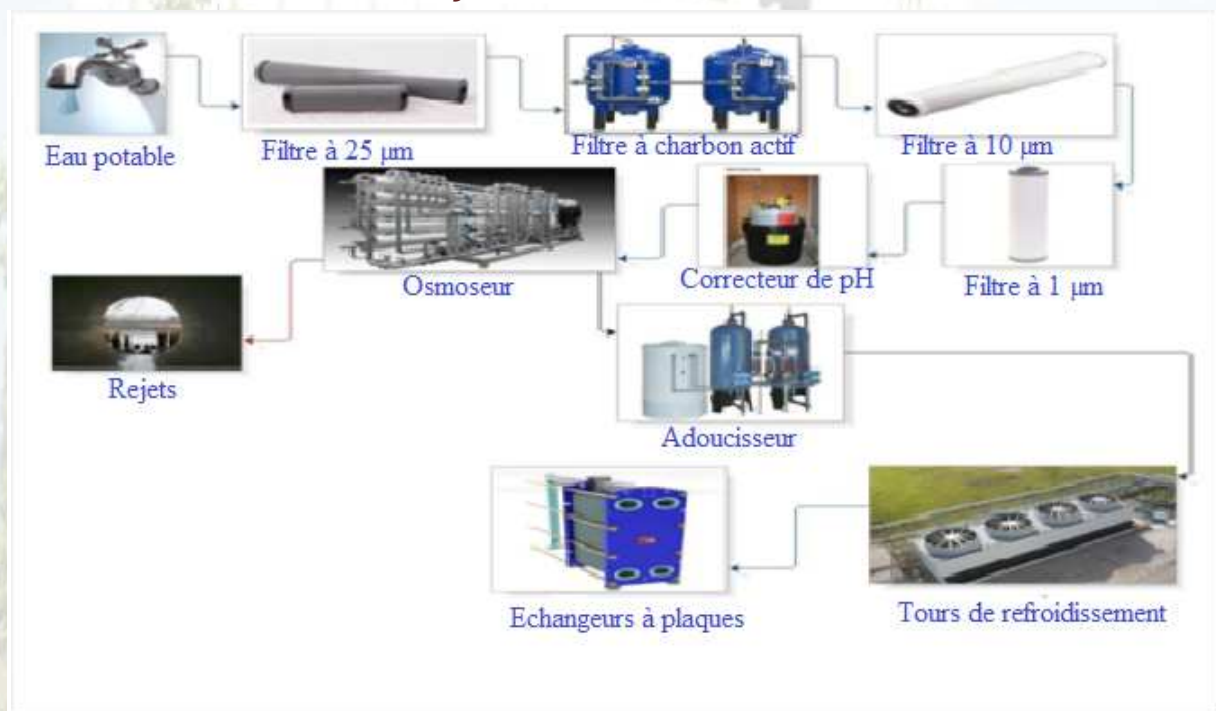 Eau potable
Filtre à 25 µm
Filtre à charbon actif
Filtre à 10 µm
Osmoseur
Correcteur de pH
Filtre à 1 µm
Rejets
Adoucisseur
Echangeurs à plaques
Tours de refroidissement